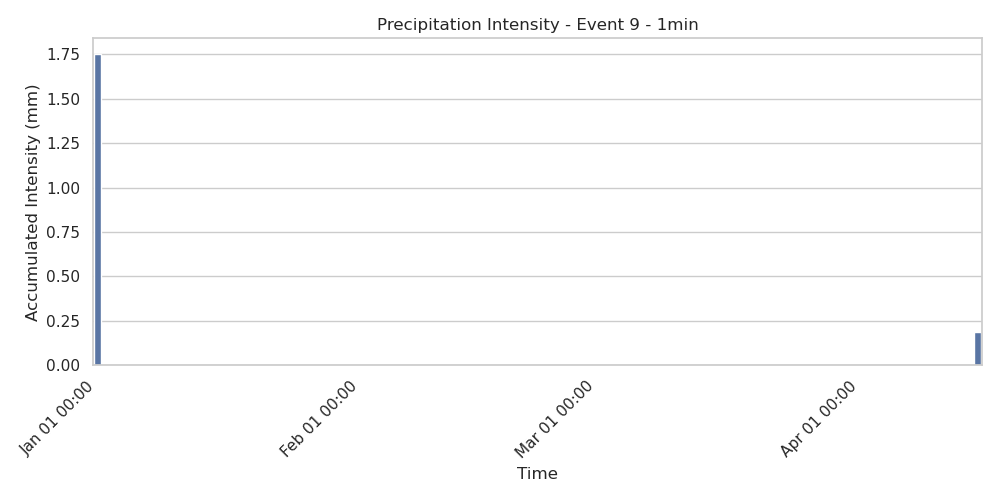 Precipitation Intensity - Event 9 - 1min
Accumulated Intensity (mm)
1.75
1.50
1.25
1.00
0.75
0.50
0.25
0.00
Jan 01 00:00
Feb 01 00:00
Mar 01 00:00
Apr 01 00:00
Time